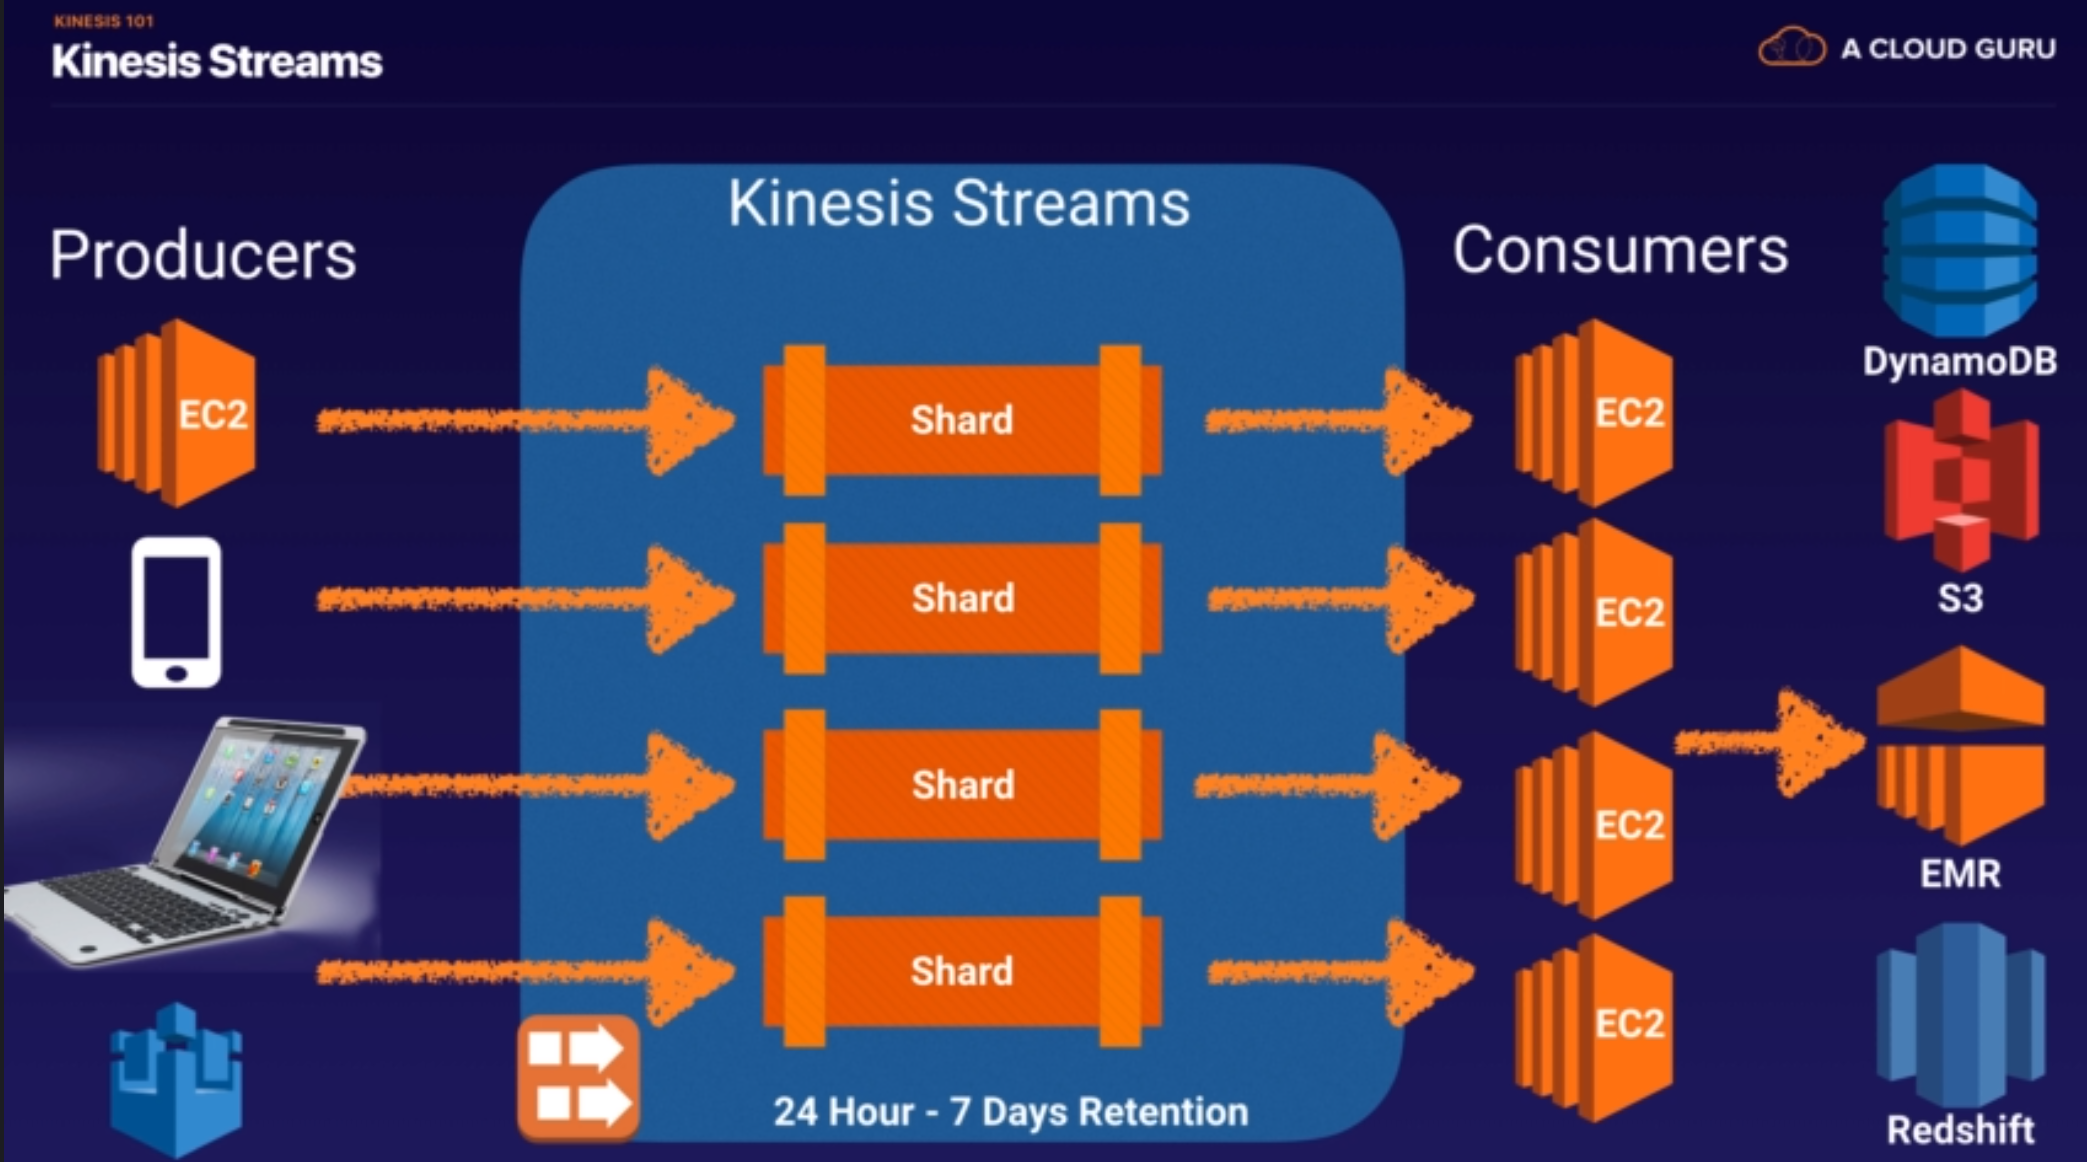 KINESIS 101
Kinesis Streams
A CLOUD GURU
Kinesis Streams
Producers
Consumers
EC2
Shard
EC2
DynamoDB
Shard
EC2
S3
Shard
EC2
EMR
Shard
EC2
24 Hour - 7 Days Retention
Redshift